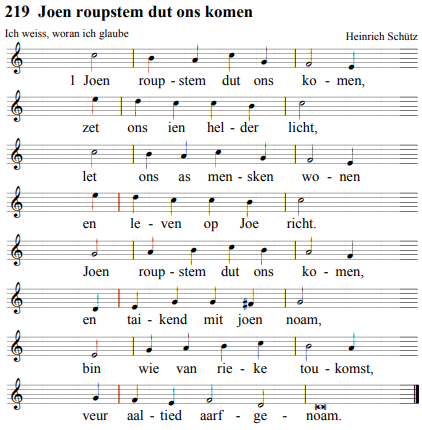 219 Joen roupstem dut ons komen
Ich weiss, woran ich glaube Heinrich Schütz
1 Joen roup - stem dut ons ko - men,
zet ons ien hel - der licht,
let ons as men - sken wo - nen
en le - ven op Joe richt.
Joen roup - stem dut ons ko - men,
en tai - kend mit joen noam,
bin wie van rie - ke tou - komst,
veur aal - tied aarf - ge - noam.